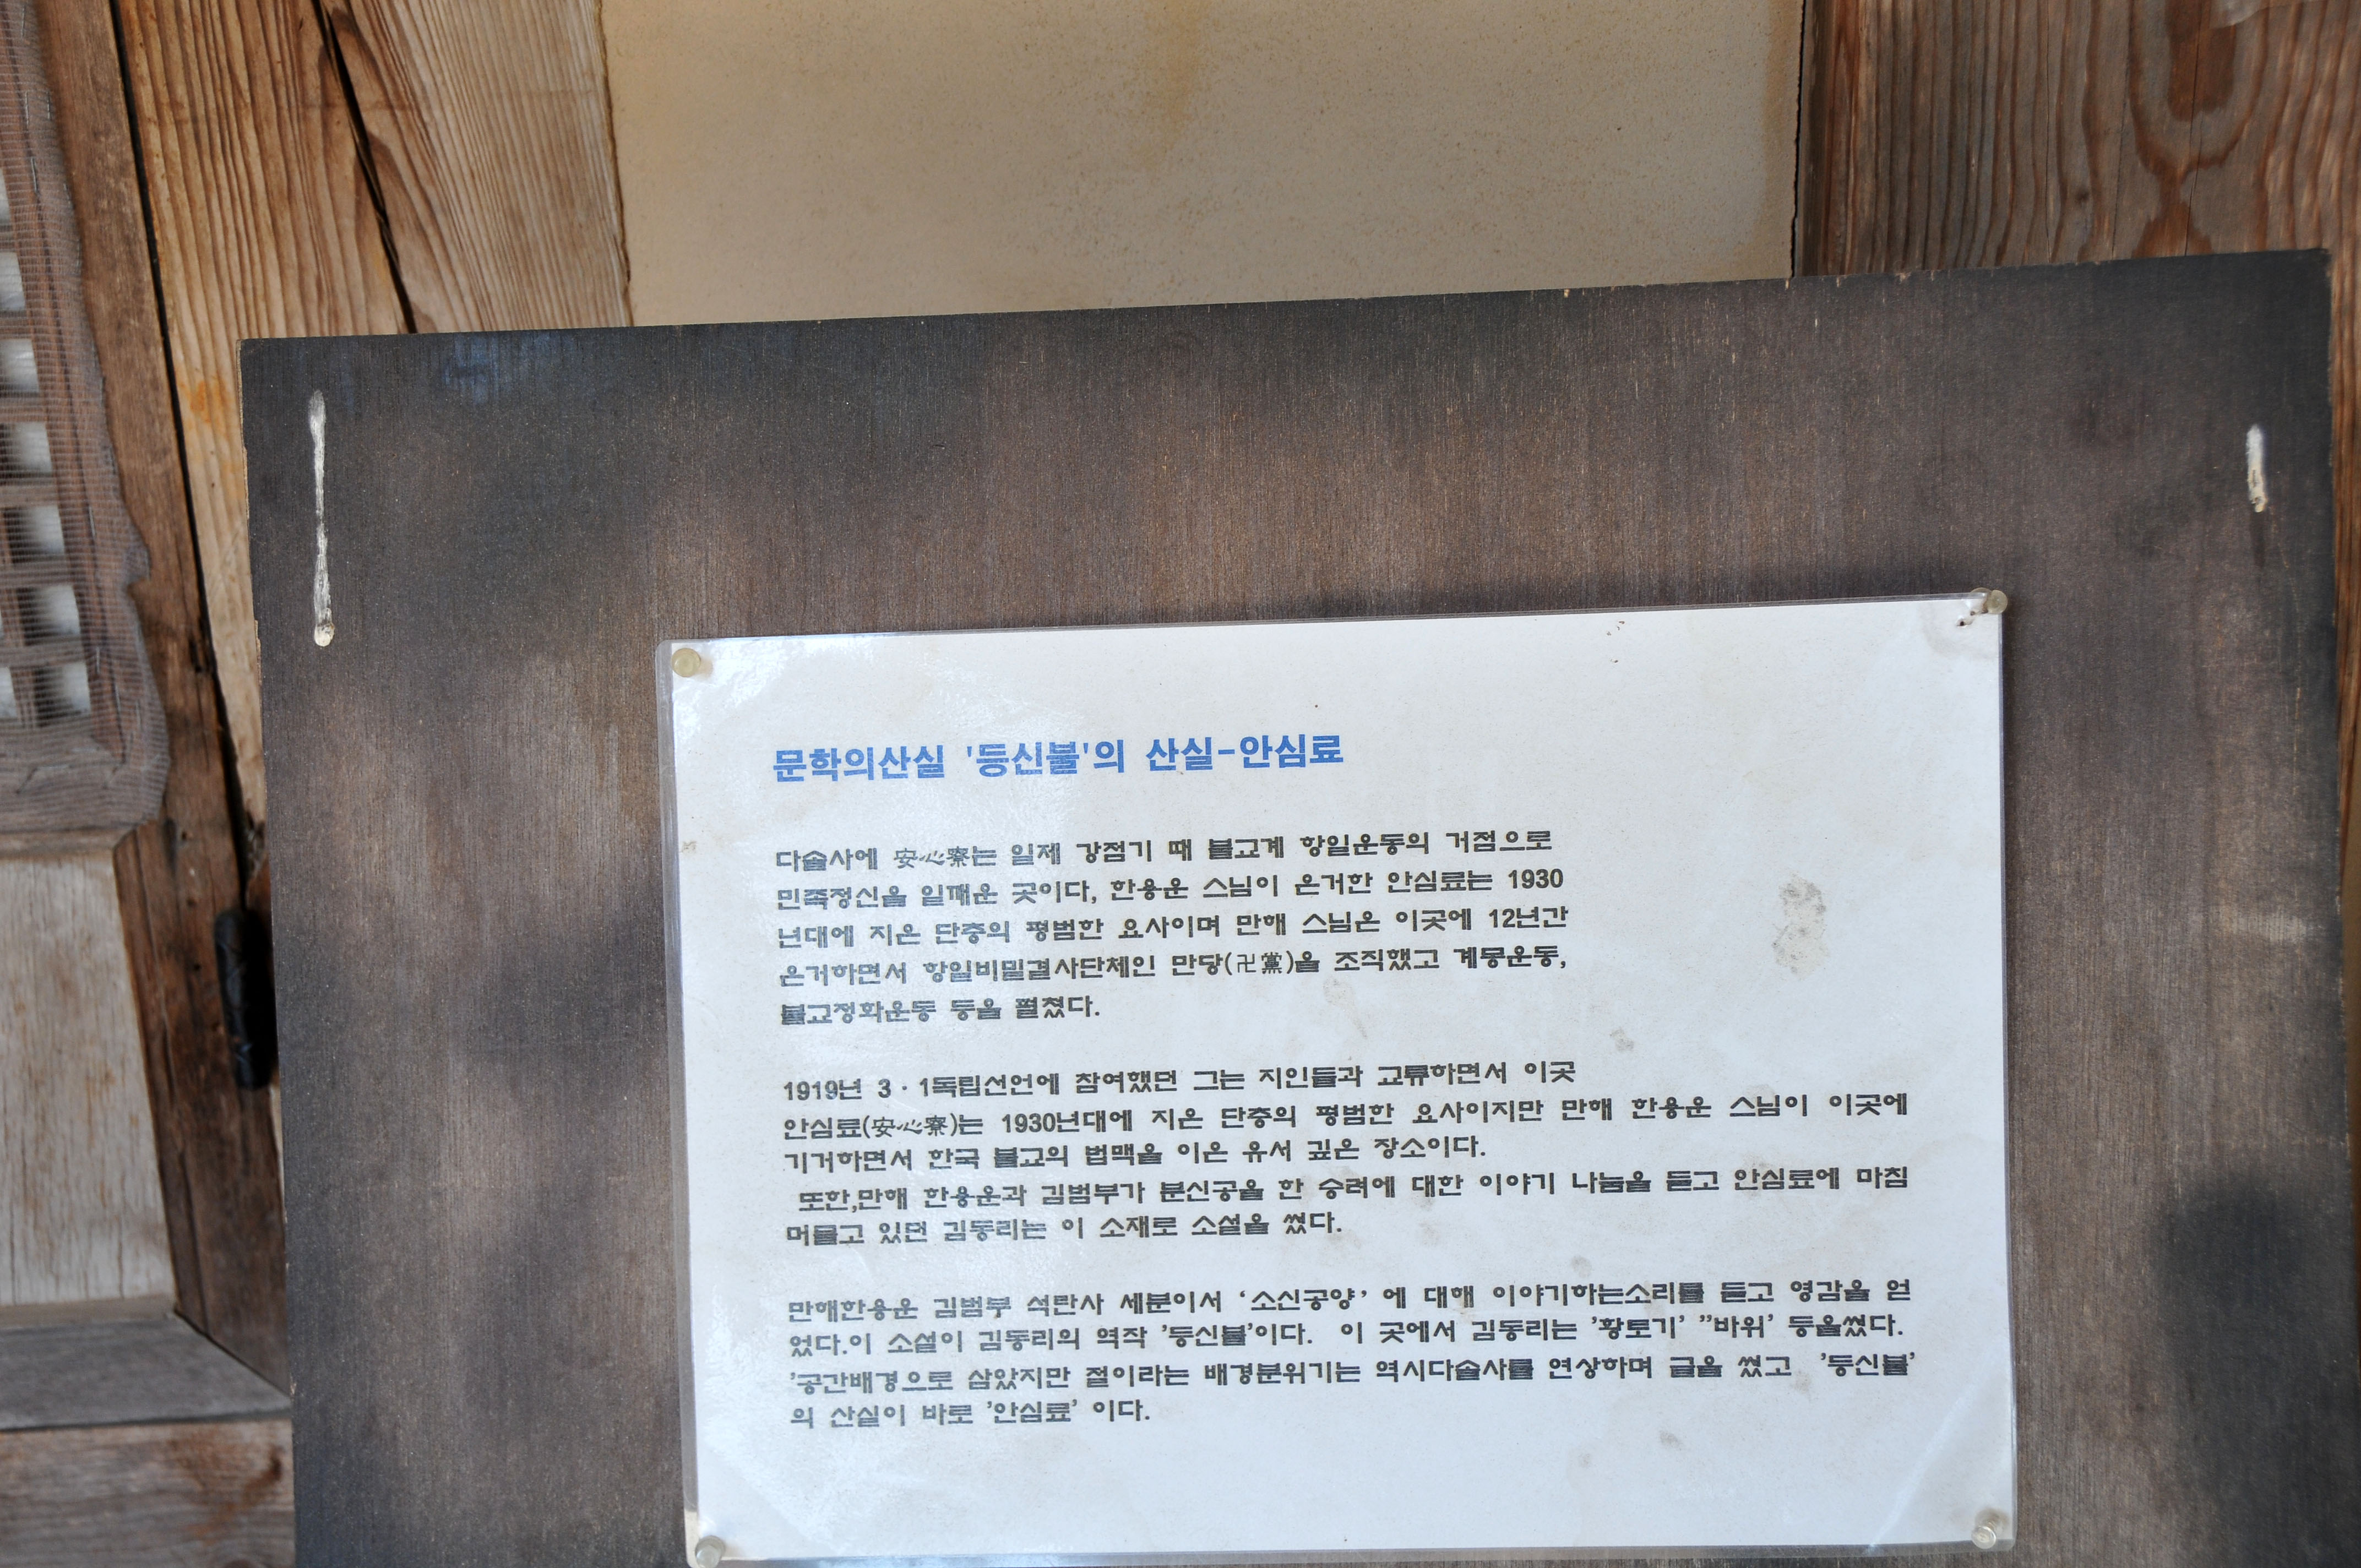 문학의산실 '등신불'의 산실-안심료
다솔사에 安心寮는 일제 강점기 때 불교계 항일운동의 거점으로
민족정신을 일깨운 곳이다, 한용운 스님이 은거한 안심료는 1930
년대에 지은 단층의 평범한 요사이며 만해 스님은 이곳에 12년간
은거하면서 항일비밀결사단체인 만당(卍黨)을 조직했고 계몽운동,
불교정화운동 등을 펼쳤다.
1919년 3·1독립선언에 참여했던 그는 지인들과 교류하면서 이곳
안심료(安心寮)는 1930년대에 지은 단층의 평범한 요사이지만 만해 한용운 스님이 이곳에
기거하면서 한국 불교의 법맥을 이은 유서 깊은 장소이다.
또한,만해 한용운과 김범부가 분신공을 한 승려에 대한 이야기 나눔을 듣고 안심료에 마침
머물고 있던 김동리는 이 소재로 소설을 썼다.
만해한용운 김범부 석란사 세분이서 ‘소신공양’ 에 대해 이야기하는소리를 듣고 영감을 얻
었다.이 소설이 김동리의 역작 '등신불'이다. 이 곳에서 김동리는 '황토기' ''바위' 등을썼다.
'공간배경으로 삼았지만 절이라는 배경분위기는 역시다솔사를 연상하며 글을 썼고 '등신불'
의 산실이 바로 '안심료' 이다.